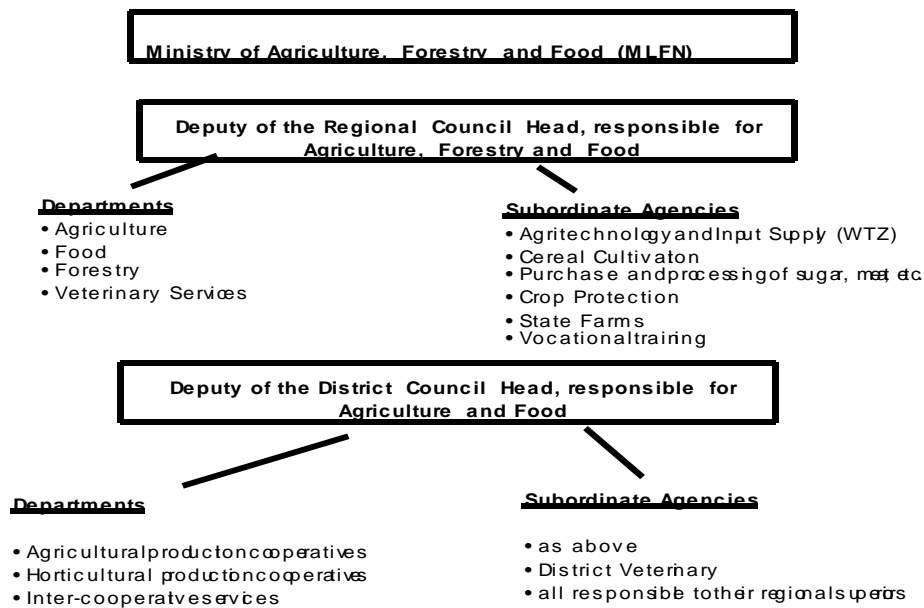 Ministry of Agriculture, Forestry and Food (MLFN)
Deputy of the Regional Council Head, responsible for
Agriculture, Forestry and Food
Departments
• Agriculture
• Food
• Forestry
• Veterinary Services
Subordinate Agencies
• Agritechnology and Input Supply (WTZ)
• Cereal Cultivaton
• Purchase and processing of sugar, meat, etc.
• Crop Protection
• State Farms
• Vocational training
Deputy of the District Council Head, responsible for
Agriculture and Food
Departments
• Agricultural producton cooperatives
• Horticultural production cooperatives
• Inter-cooperatve services
Subordinate Agencies
• as above
• District Veterinary
• all responsible to their regional superiors